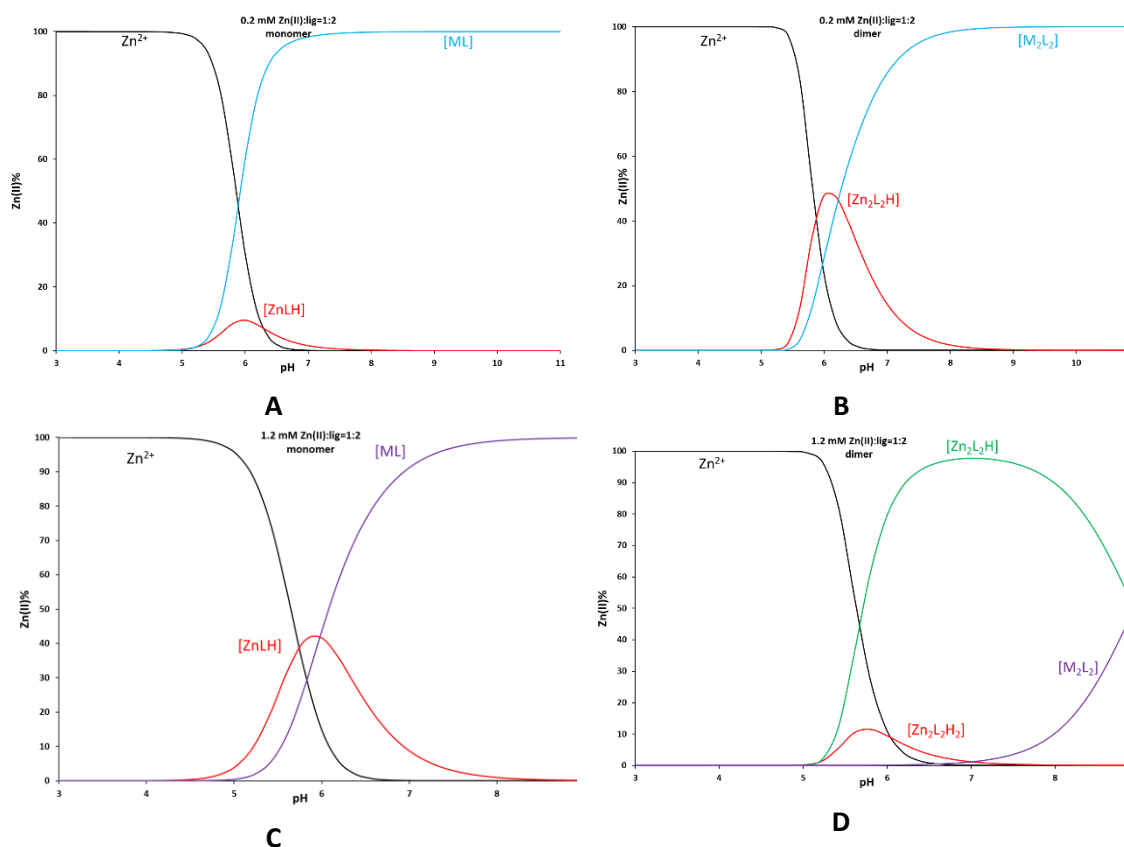 0.2 mM Zn(II):lig=1:2
monomer
Zn²⁺
[ML]
[ZnLH]
Zn(II)%
100
80
60
40
20
0
3 4 5 6 7 8 9 10 11
pH
A
0.2 mM Zn(II):lig=1:2
dimer
Zn²⁺
[M₂L₂]
[Zn₂L₂H]
Zn(II)%
100
80
60
40
20
0
3 4 5 6 7 8 9 10
pH
B
1.2 mM Zn(II):lig=1:2
monomer
Zn²⁺
[ML]
[ZnLH]
Zn(II)%
100
90
80
70
60
50
40
30
20
10
0
3 4 5 6 7 8
pH
C
1.2 mM Zn(II):lig=1:2
dimer
Zn²⁺
[Zn₂L₂H]
[M₂L₂]
[Zn₂L₂H₂]
Zn(II)%
100
90
80
70
60
50
40
30
20
10
0
3 4 5 6 7 8
pH
D